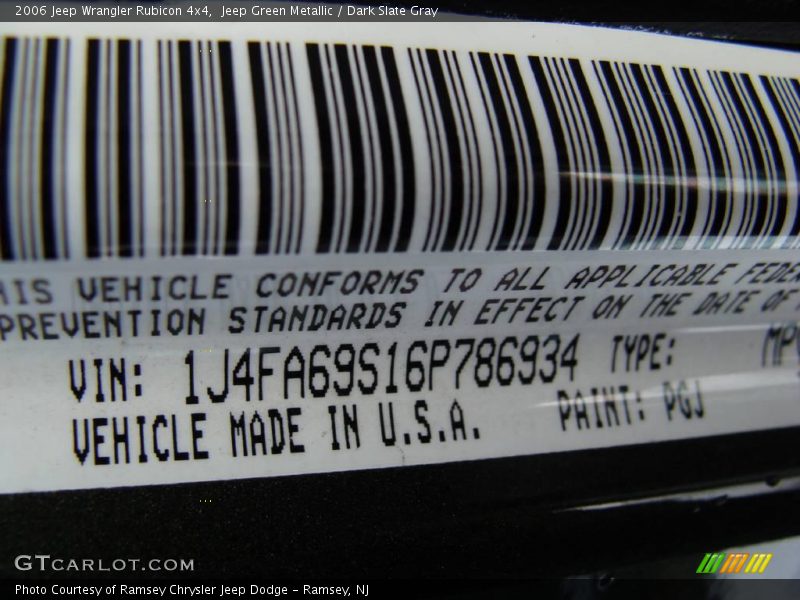 2006 Jeep Wrangler Rubicon 4x4, Jeep Green Metallic / Dark Slate Gray
VEHICLE CONFORMS TO ALL APPLICABLE
PREVENTION STANDARDS IN EFFECT ON THE DATE OF
VIN: 1J4FA69S16P786934 TYPE: MPV
VEHICLE MADE IN U.S.A. PAINT: PGJ
GTCARLOT.COM
Photo Courtesy of Ramsey Chrysler Jeep Dodge - Ramsey, NJ